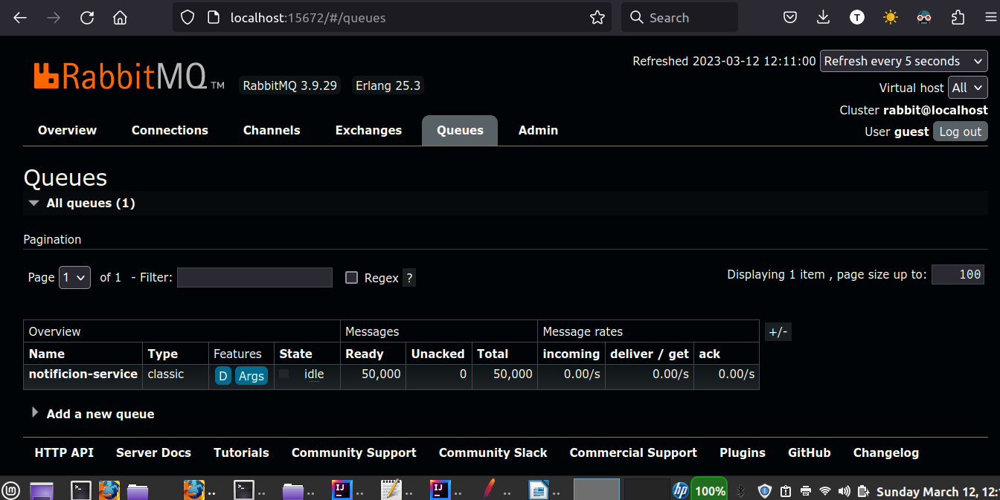 localhost:15672/#/queues
Search
T
RabbitMQ TM
RabbitMQ 3.9.29
Erlang 25.3
Refreshed 2023-03-12 12:11:00 Refresh every 5 seconds
Virtual host All
Cluster rabbit@localhost
User guest Log out
Overview Connections Channels Exchanges Queues Admin
Queues
All queues (1)
Pagination
Page 1 of 1 - Filter: Regex ?
Displaying 1 item , page size up to: 100
Overview Messages Message rates +/-
Name Type Features State Ready Unacked Total incoming deliver / get ack
notificion-service classic D Args idle 50,000 0 50,000 0.00/s 0.00/s 0.00/s
Add a new queue
HTTP API Server Docs Tutorials Community Support Community Slack Commercial Support Plugins GitHub Changelog
IJ IJ hp 100% Sunday March 12, 12: